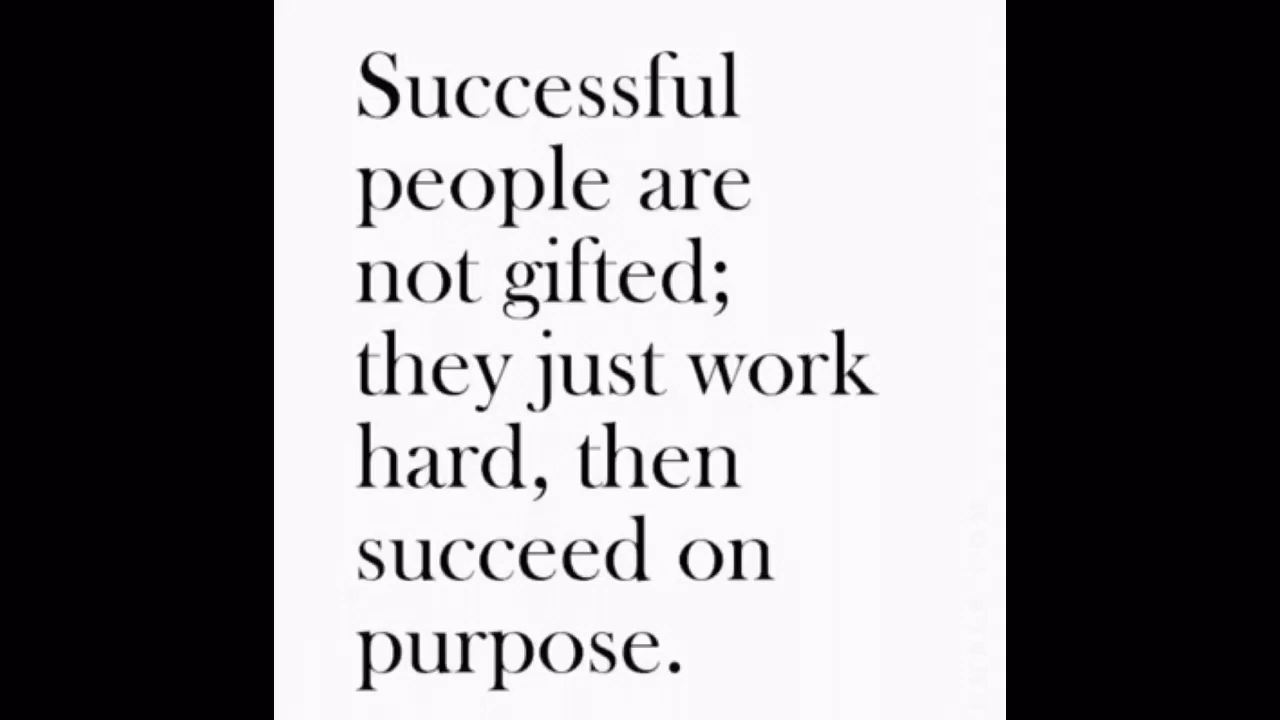 Successful
people are
not gifted;
they just work
hard, then
succeed on
purpose.